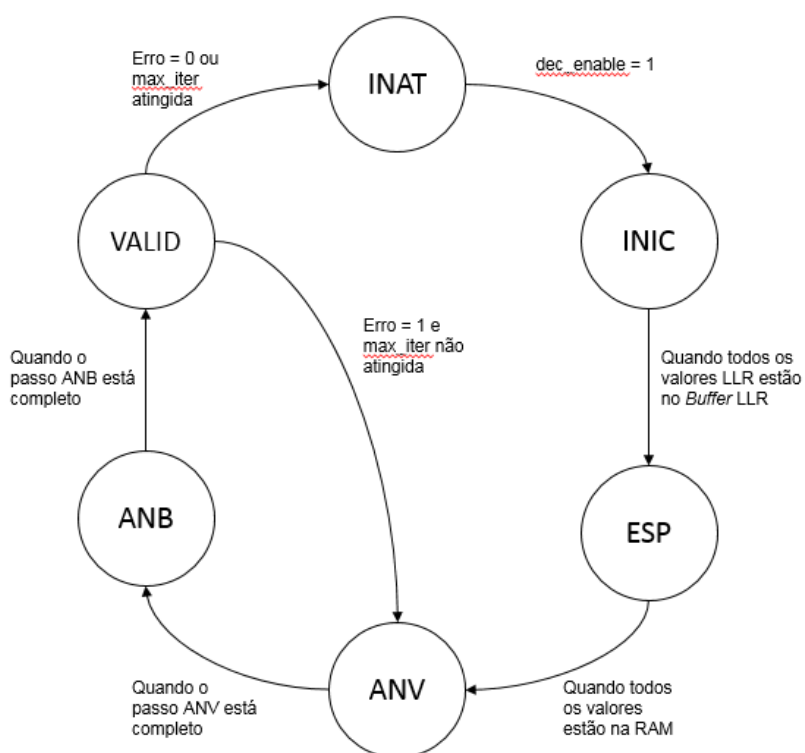 Erro = 0 ou
max_iter
atingida
INAT
dec_enable = 1
VALID
INIC
Erro = 1 e
max_iter não
atingida
Quando o
passo ANB está
completo
Quando todos os
valores LLR estão
no Buffer LLR
ANB
ESP
Quando o
passo ANV está
completo
ANV
Quando todos
os valores
estão na RAM